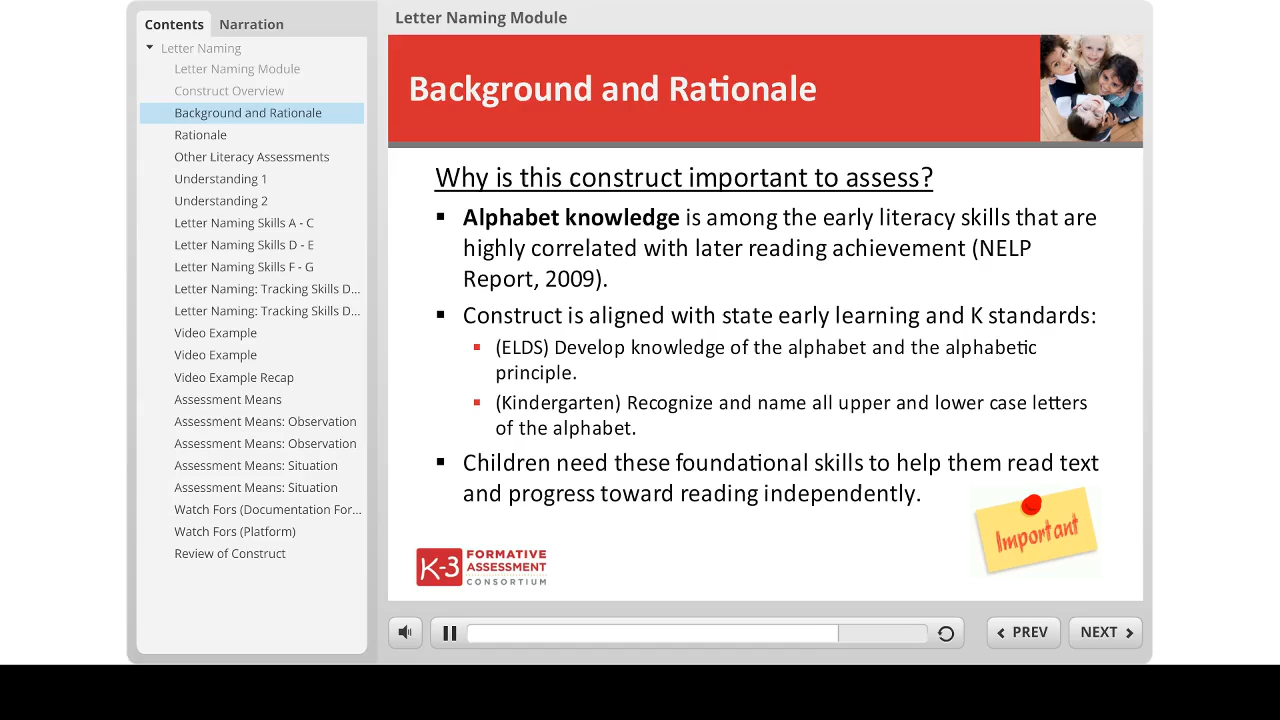 Contents
Narration
Letter Naming Module
Letter Naming
Letter Naming Module
Construct Overview
Background and Rationale
Rationale
Other Literacy Assessments
Understanding 1
Understanding 2
Letter Naming Skills A - C
Letter Naming Skills D - E
Letter Naming Skills F - G
Letter Naming: Tracking Skills D...
Letter Naming: Tracking Skills D...
Video Example
Video Example
Video Example Recap
Assessment Means
Assessment Means: Observation
Assessment Means: Observation
Assessment Means: Situation
Assessment Means: Situation
Watch Fors (Documentation For...
Watch Fors (Platform)
Review of Construct
Background and Rationale
Why is this construct important to assess?
▪ Alphabet knowledge is among the early literacy skills that are
highly correlated with later reading achievement (NELP
Report, 2009).
▪ Construct is aligned with state early learning and K standards:
▪ (ELDS) Develop knowledge of the alphabet and the alphabetic
principle.
▪ (Kindergarten) Recognize and name all upper and lower case letters
of the alphabet.
▪ Children need these foundational skills to help them read text
and progress toward reading independently.
Important
K-3 FORMATIVE
ASSESSMENT
CONSORTIUM
PREV
NEXT